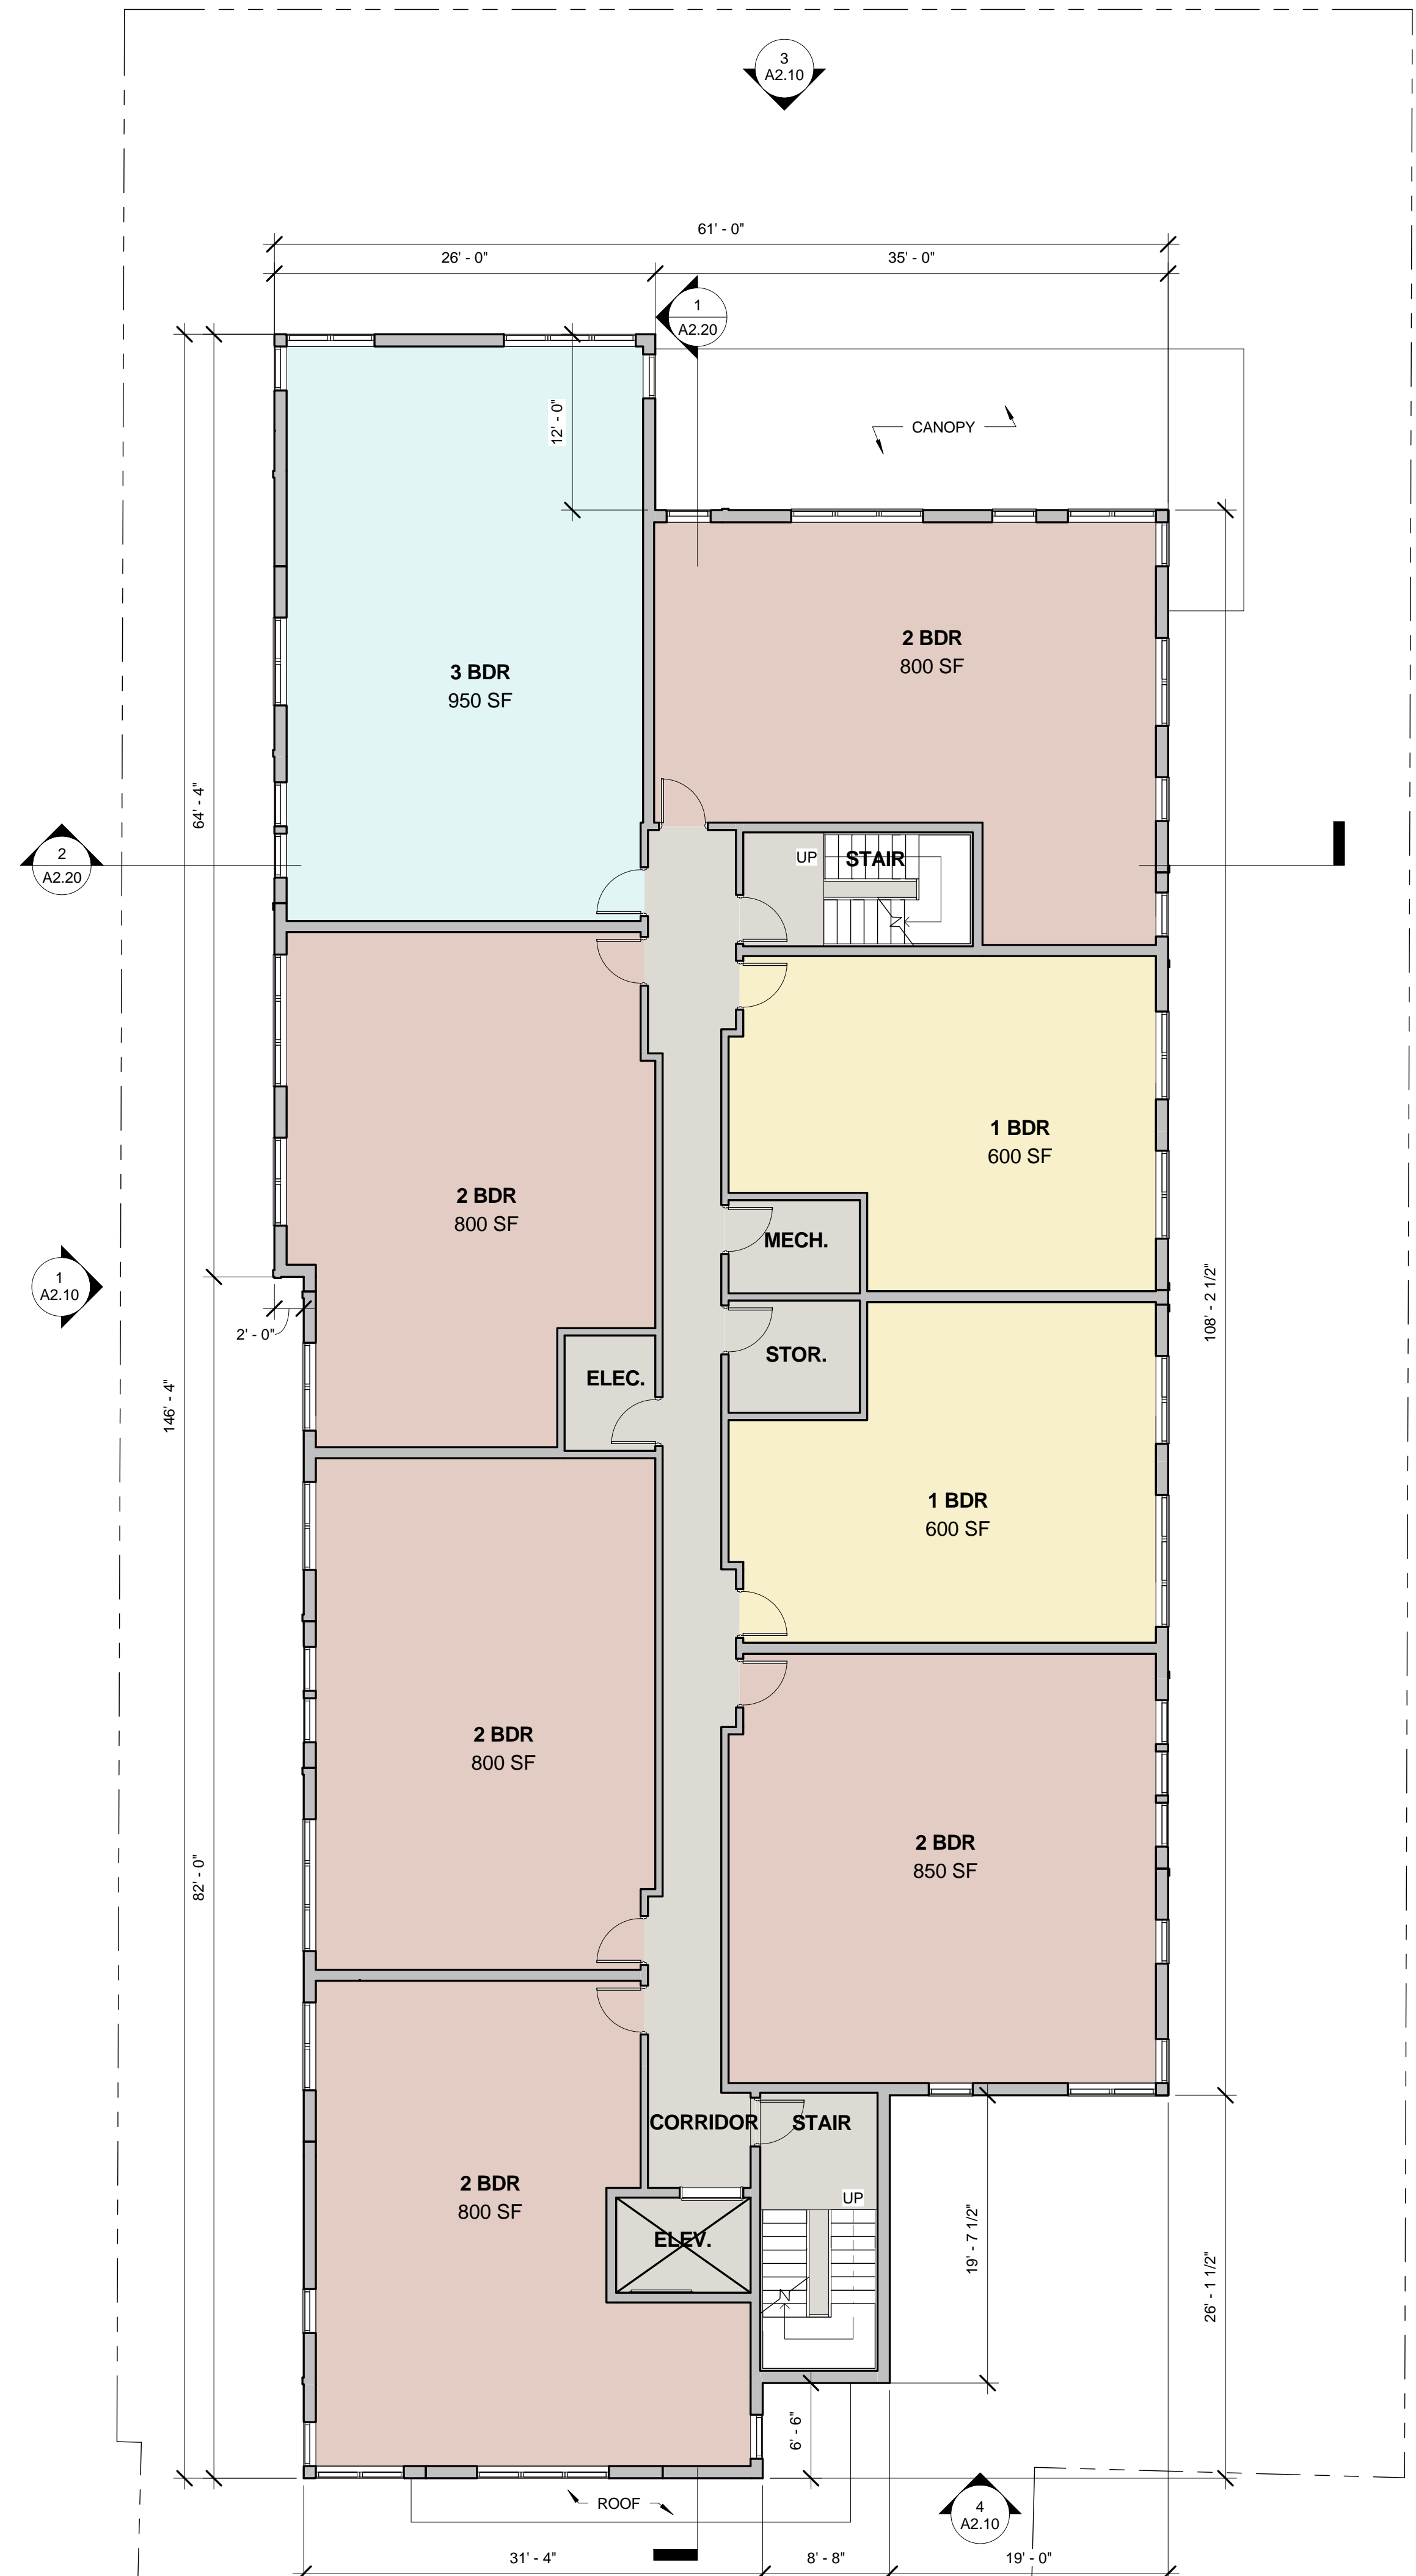 3
A2.10
61' - 0"
26' - 0"
35' - 0"
1
A2.20
12' - 0"
CANOPY
2 BDR
800 SF
3 BDR
950 SF
64' - 4"
2
A2.20
UP
STAIR
1 BDR
600 SF
2 BDR
800 SF
MECH.
1
A2.10
108' - 2 1/2"
2' - 0"
STOR.
ELEC.
146' - 4"
1 BDR
600 SF
2 BDR
800 SF
2 BDR
850 SF
82' - 0"
CORRIDOR
STAIR
2 BDR
800 SF
UP
ELEV.
19' - 7 1/2"
26' - 1 1/2"
6' - 6"
ROOF
4
A2.10
31' - 4"
8' - 8"
19' - 0"